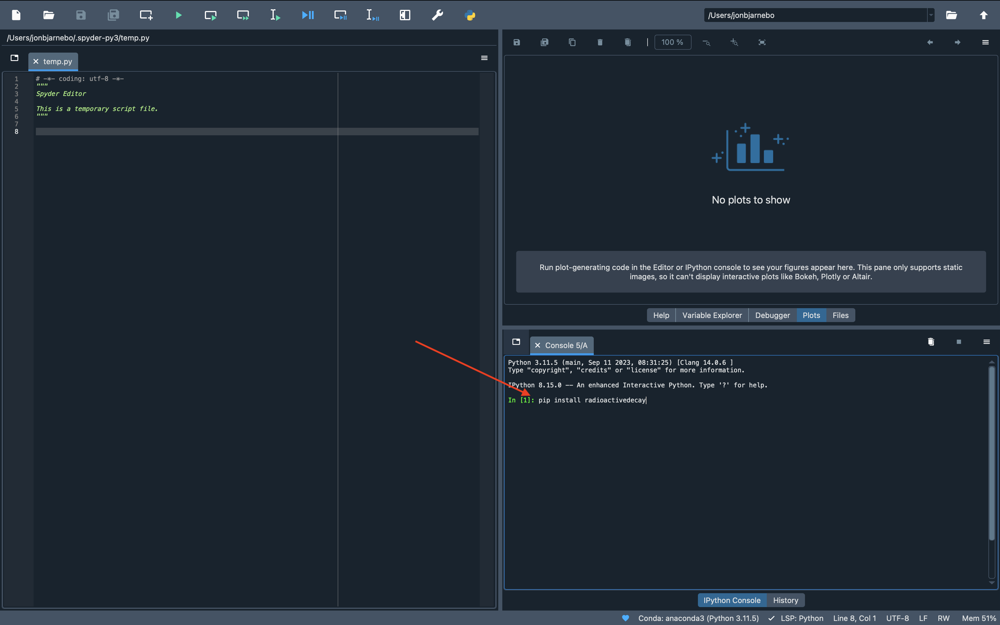 /Users/jonbjarnebo
/Users/jonbjarnebo/.spyder-py3/temp.py
temp.py
1 # -*- coding: utf-8 -*-
2 """
3 Spyder Editor
4
5 This is a temporary script file.
6 """
7
8
100 %
No plots to show
Run plot-generating code in the Editor or IPython console to see your figures appear here. This pane only supports static
images, so it can't display interactive plots like Bokeh, Plotly or Altair.
Help Variable Explorer Debugger Plots Files
Console 5/A
Python 3.11.5 (main, Sep 11 2023, 08:31:25) [Clang 14.0.6 ]
Type "copyright", "credits" or "license" for more information.
IPython 8.15.0 -- An enhanced Interactive Python. Type '?' for help.
In [1]: pip install radioactivedecay
IPython Console History
Conda: anaconda3 (Python 3.11.5) LSP: Python Line 8, Col 1 UTF-8 LF RW Mem 51%